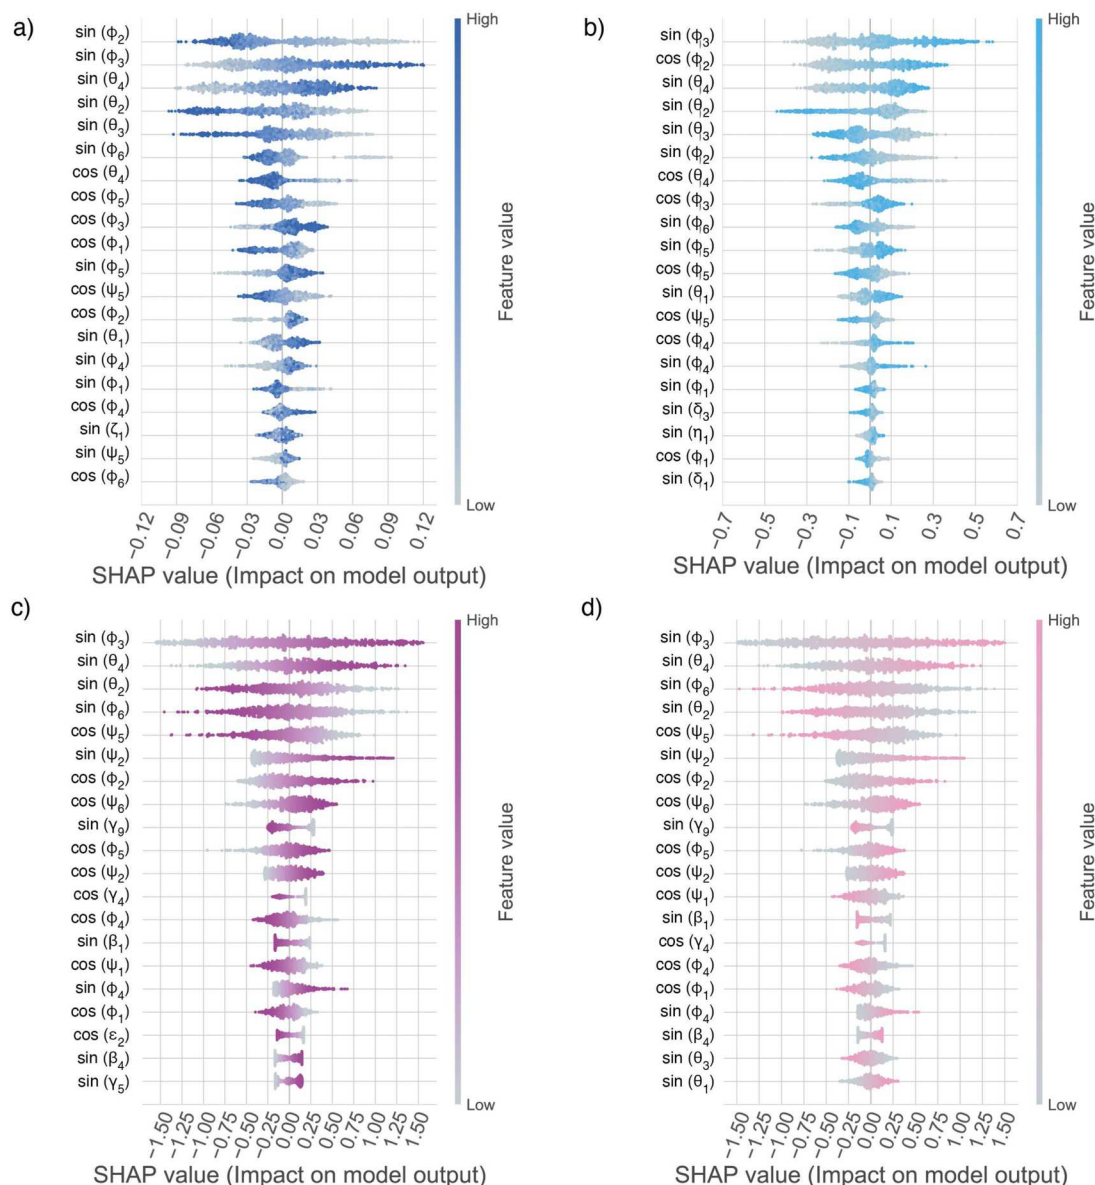 a)
sin (ϕ2)
sin (ϕ3)
sin (θ4)
sin (θ2)
sin (θ3)
sin (ϕ6)
cos (θ4)
cos (ϕ5)
cos (ϕ3)
cos (ϕ1)
sin (ϕ5)
cos (ψ5)
cos (ϕ2)
sin (θ1)
sin (ϕ4)
sin (ϕ1)
cos (ϕ4)
sin (ζ1)
sin (ψ5)
cos (ϕ6)
−0.12 −0.09 −0.06 −0.03 0.00 0.03 0.06 0.09 0.12
SHAP value (Impact on model output)
High
Feature value
Low
b)
sin (ϕ3)
cos (ϕ2)
sin (θ4)
sin (θ2)
sin (θ3)
sin (ϕ2)
cos (θ4)
cos (ϕ3)
sin (ϕ6)
sin (ϕ5)
cos (ϕ5)
sin (θ1)
cos (ψ5)
cos (ϕ4)
sin (ϕ4)
sin (ϕ1)
sin (δ3)
sin (η1)
cos (ϕ1)
sin (δ1)
−0.7 −0.5 −0.3 −0.1 0.1 0.3 0.5 0.7
SHAP value (Impact on model output)
High
Feature value
Low
c)
sin (ϕ3)
sin (θ4)
sin (θ2)
sin (ϕ6)
cos (ψ5)
sin (ψ2)
cos (ϕ2)
cos (ψ6)
sin (γ9)
cos (ϕ5)
cos (ψ2)
cos (γ4)
cos (ϕ4)
sin (β1)
cos (ψ1)
sin (ϕ4)
cos (ϕ1)
cos (ε2)
sin (β4)
sin (γ5)
−1.50 −1.25 −1.00 −0.75 −0.50 −0.25 −0.00 0.25 0.50 0.75 1.00 1.25 1.50
SHAP value (Impact on model output)
High
Feature value
Low
d)
sin (ϕ3)
sin (θ4)
sin (ϕ6)
sin (θ2)
cos (ψ5)
sin (ψ2)
cos (ϕ2)
cos (ψ6)
sin (γ9)
cos (ϕ5)
cos (ψ2)
cos (ψ1)
sin (β1)
cos (γ4)
cos (ϕ4)
cos (ϕ1)
sin (ϕ4)
sin (β4)
sin (θ3)
sin (θ1)
−1.50 −1.25 −1.00 −0.75 −0.50 −0.25 0.00 0.25 0.50 0.75 1.00 1.25 1.50
SHAP value (Impact on model output)
High
Feature value
Low